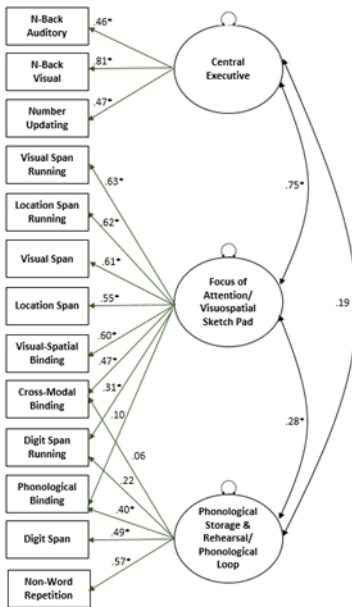 N-Back
Auditory
.46*
N-Back
Visual
.81*
Number
Updating
.47*
Central
Executive
Visual Span
Running
.63*
Location Span
Running
.62*
.75*
Visual Span
.61*
Location Span
.55*
Focus of
Attention/
Visuospatial
Sketch Pad
.19
Visual-Spatial
Binding
.60*
.47*
Cross-Modal
Binding
.31*
.10
Digit Span
Running
.06
.28*
.22
Phonological
Binding
.40*
Digit Span
.49*
Phonological
Storage &
Rehearsal/
Phonological
Loop
Non-Word
Repetition
.57*